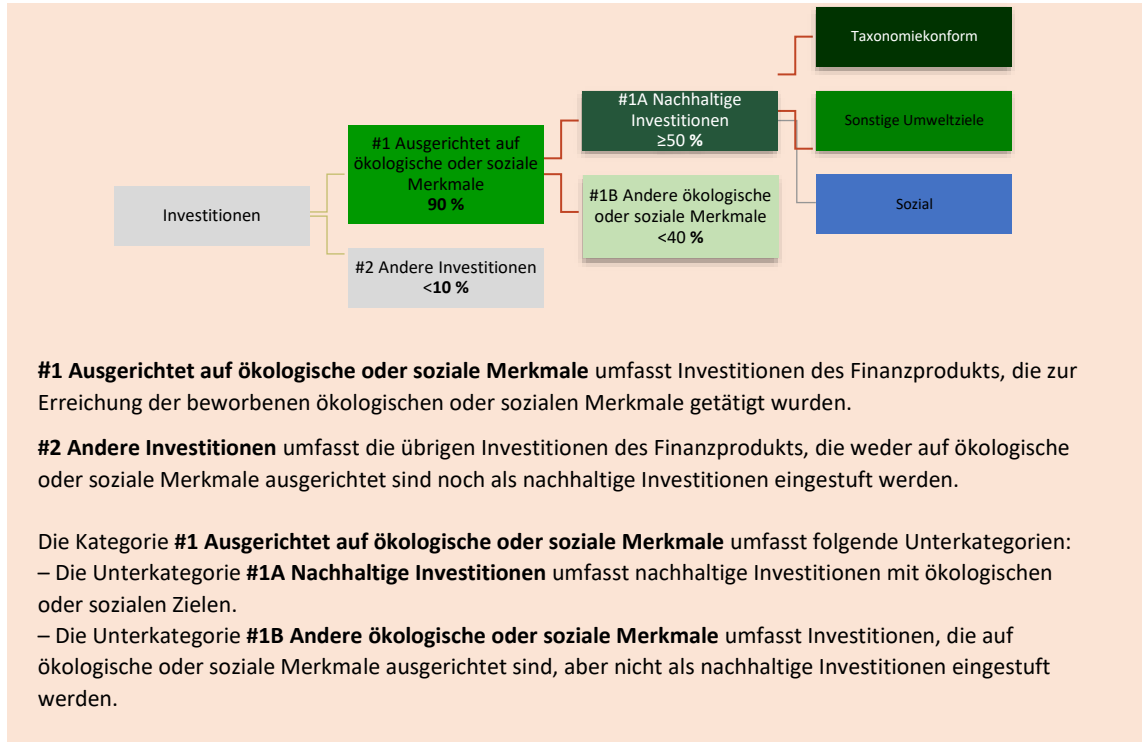 Taxonomiekonform
#1A Nachhaltige
Investitionen
≥50 %
Sonstige Umweltziele
#1 Ausgerichtet auf
ökologische oder soziale
Merkmale
90 %
#1B Andere ökologische
oder soziale Merkmale
<40 %
Sozial
Investitionen
#2 Andere Investitionen
<10 %
#1 Ausgerichtet auf ökologische oder soziale Merkmale umfasst Investitionen des Finanzprodukts, die zur
Erreichung der beworbenen ökologischen oder sozialen Merkmale getätigt wurden.
#2 Andere Investitionen umfasst die übrigen Investitionen des Finanzprodukts, die weder auf ökologische
oder soziale Merkmale ausgerichtet sind noch als nachhaltige Investitionen eingestuft werden.
Die Kategorie #1 Ausgerichtet auf ökologische oder soziale Merkmale umfasst folgende Unterkategorien:
– Die Unterkategorie #1A Nachhaltige Investitionen umfasst nachhaltige Investitionen mit ökologischen
oder sozialen Zielen.
– Die Unterkategorie #1B Andere ökologische oder soziale Merkmale umfasst Investitionen, die auf
ökologische oder soziale Merkmale ausgerichtet sind, aber nicht als nachhaltige Investitionen eingestuft
werden.